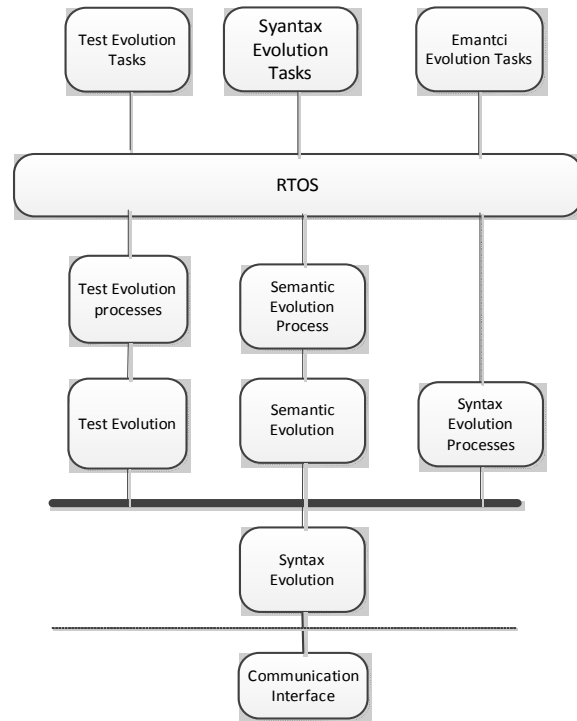 Test Evolution
Tasks
Syantax
Evolution
Tasks
Emantci
Evolution Tasks
RTOS
Test Evolution
processes
Semantic
Evolution
Process
Test Evolution
Semantic
Evolution
Syntax
Evolution
Processes
Syntax
Evolution
Communication
Interface